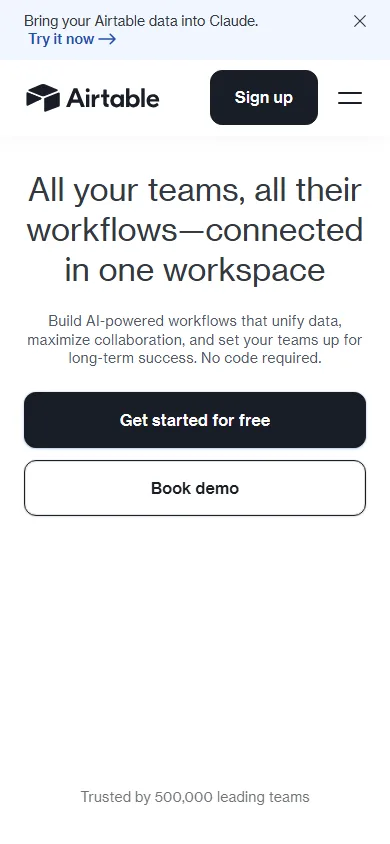 Bring your Airtable data into Claude.
Try it now →
Airtable
Sign up
All your teams, all their
workflows—connected
in one workspace
Build AI-powered workflows that unify data,
maximize collaboration, and set your teams up for
long-term success. No code required.
Get started for free
Book demo
Trusted by 500,000 leading teams